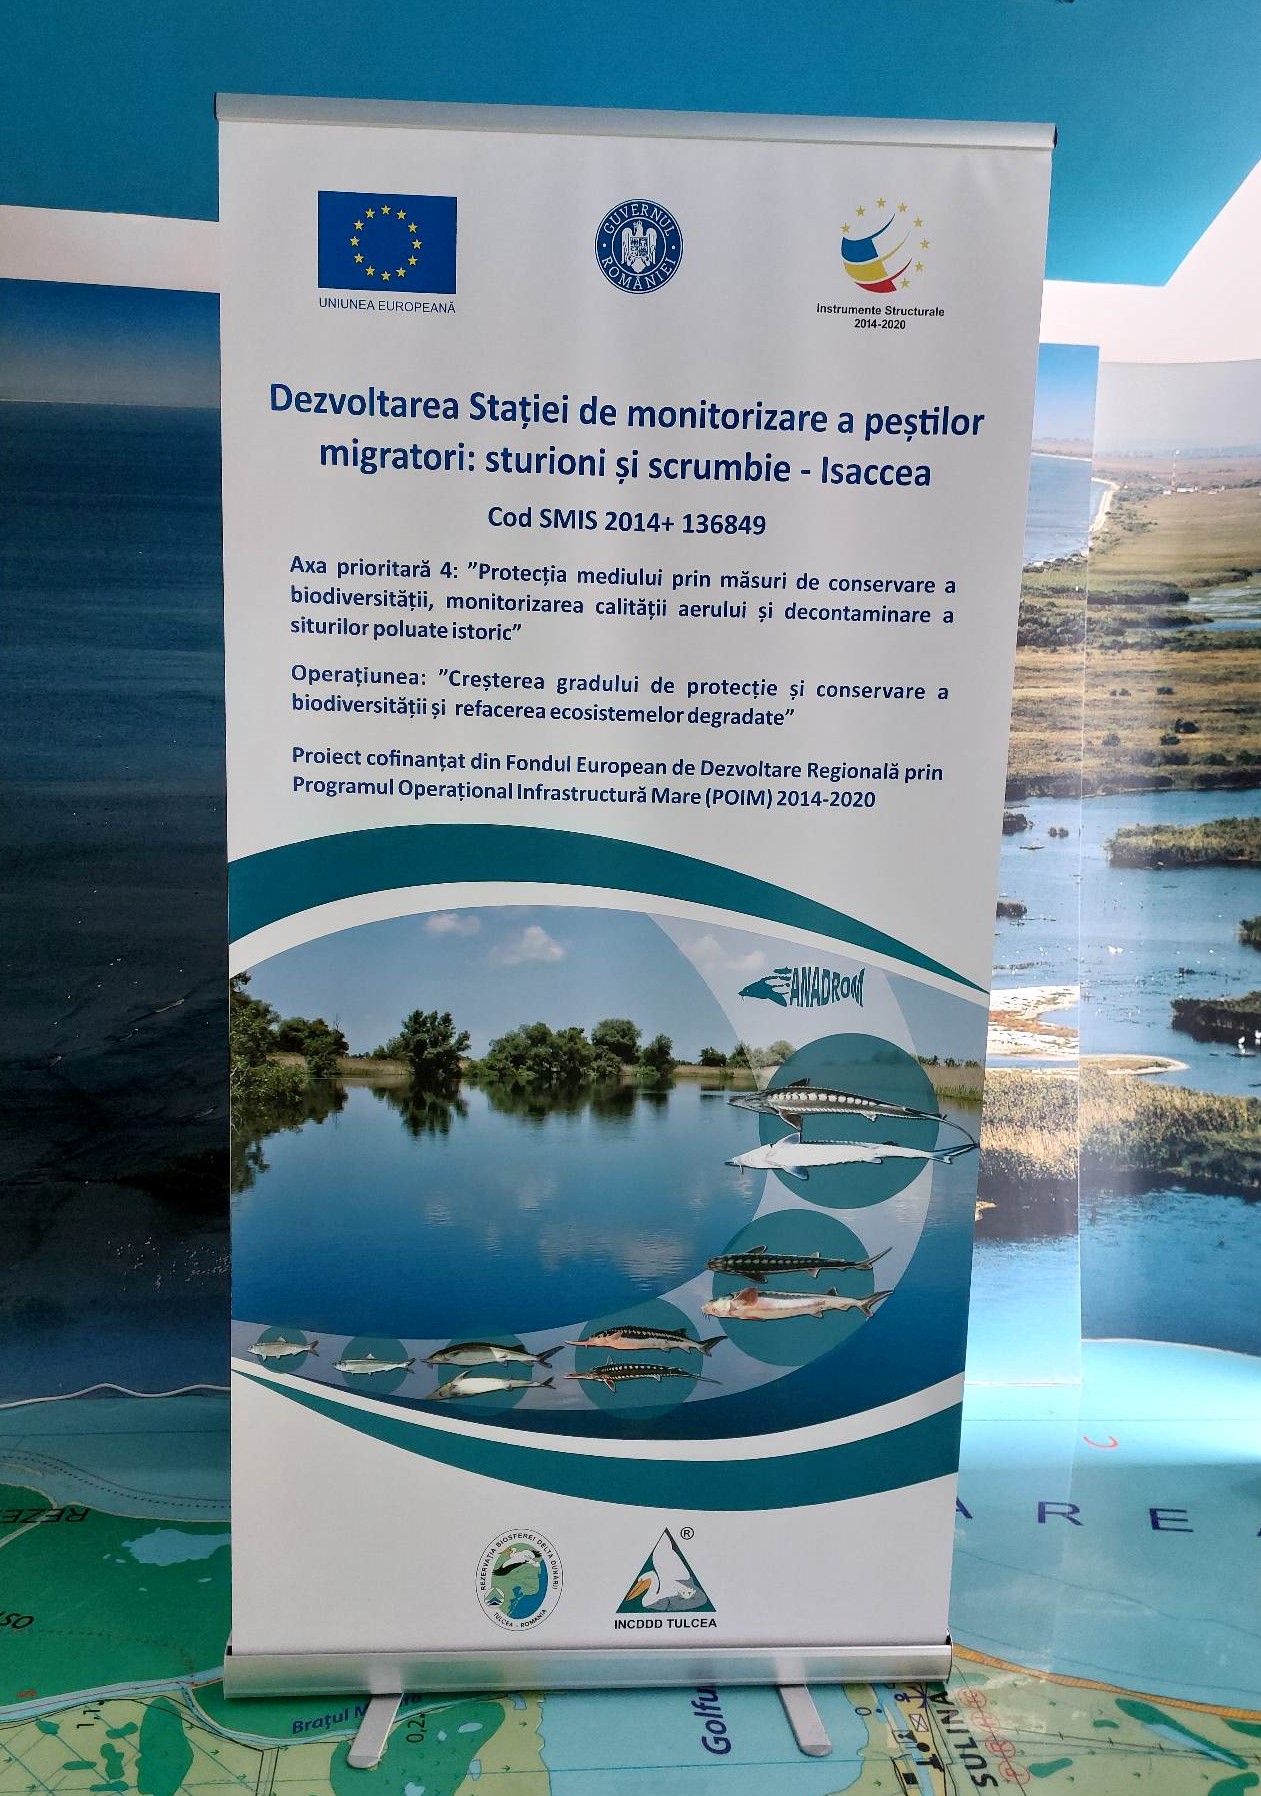 GUVERNUL ROMÂNIEI
UNIUNEA EUROPEANĂ
Instrumente Structurale
2014-2020
Dezvoltarea Stației de monitorizare a peștilor
migratori: sturioni și scrumbie - Isaccea
Cod SMIS 2014+ 136849
Axa prioritară 4: ”Protecția mediului prin măsuri de conservare a
biodiversității, monitorizarea calității aerului și decontaminare a
siturilor poluate istoric”
Operațiunea: ”Creșterea gradului de protecție și conservare a
biodiversității și refacerea ecosistemelor degradate”
Proiect cofinanțat din Fondul European de Dezvoltare Regională prin
Programul Operațional Infrastructură Mare (POIM) 2014-2020
ANADROM
REZERVAȚIA BIOSFEREI DELTA DUNĂRII
TULCEA - ROMANIA
®
INCDDD TULCEA
A R E
REZE
Brațul
0,2
Golfu
0
SULINA